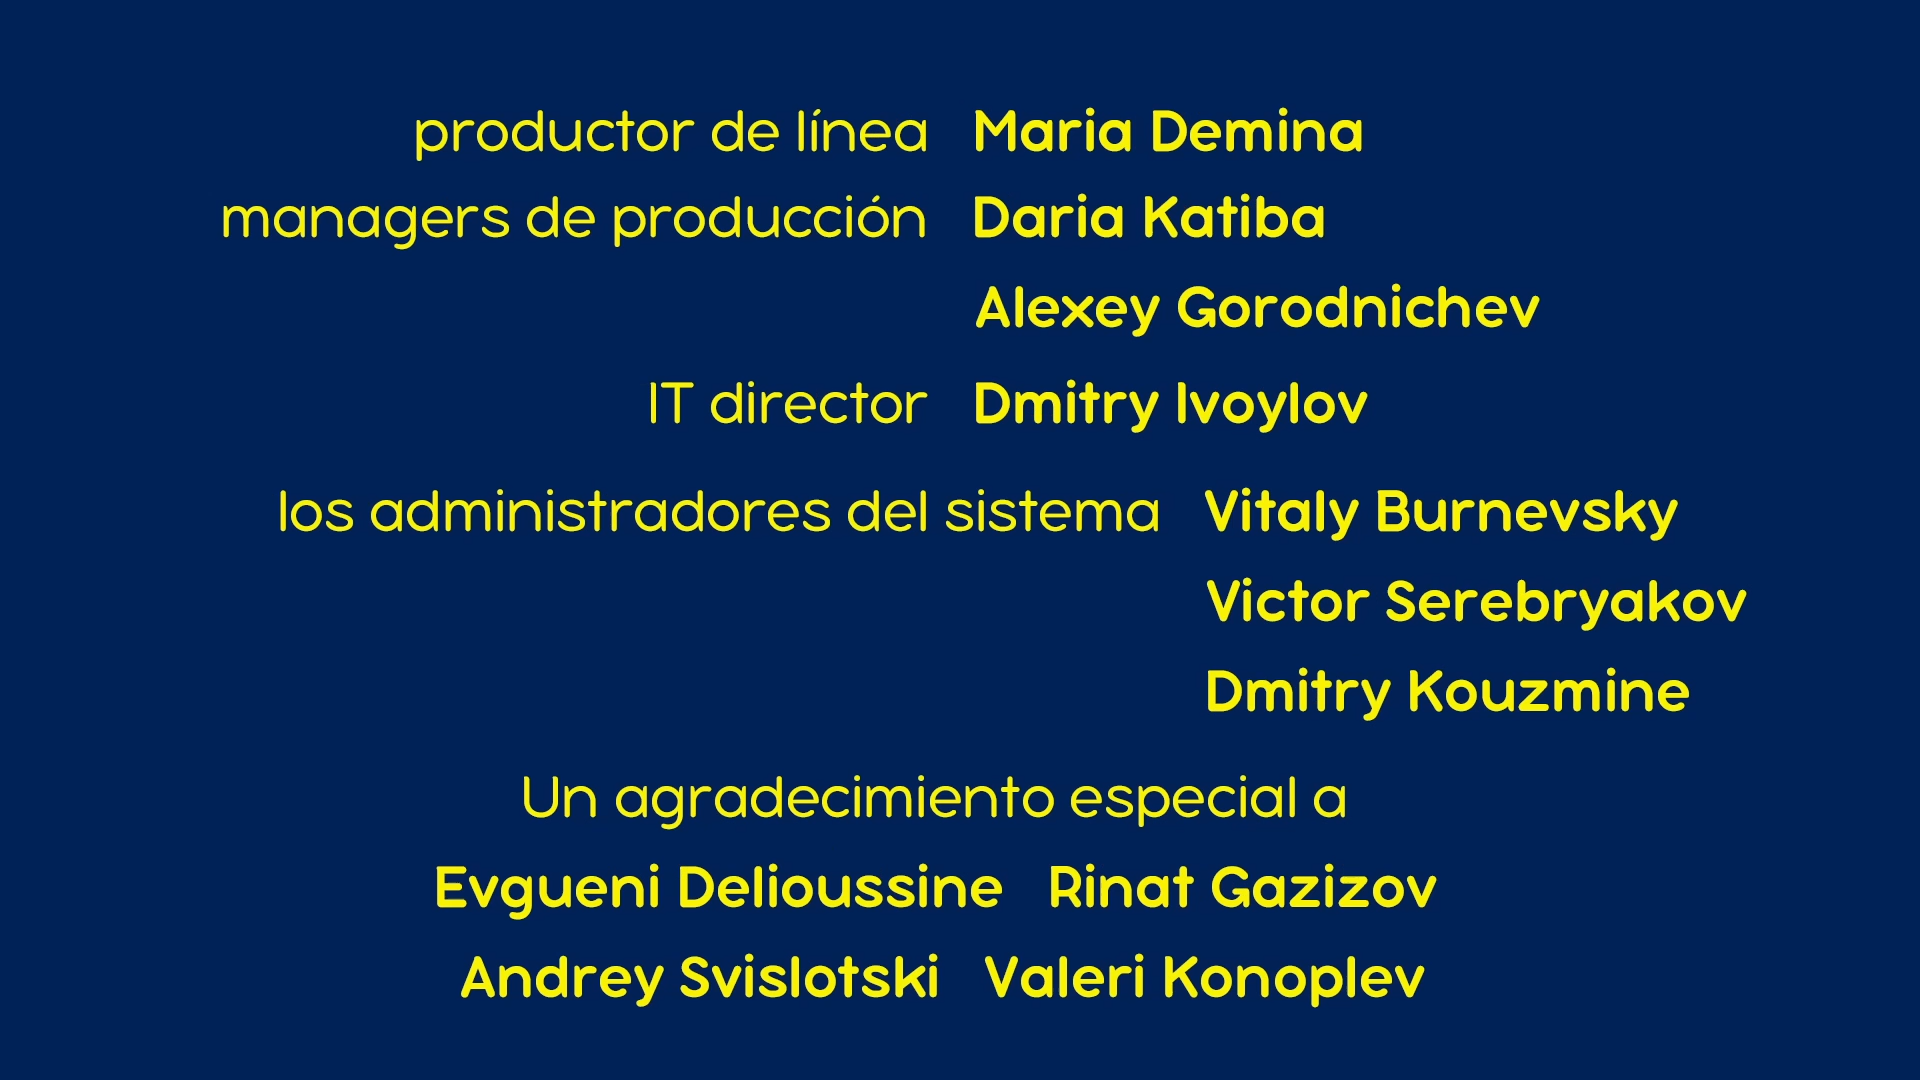 productor de línea Maria Demina
managers de producción Daria Katiba
Alexey Gorodnichev
IT director Dmitry Ivoylov
los administradores del sistema Vitaly Burnevsky
Victor Serebryakov
Dmitry Kouzmine
Un agradecimiento especial a
Evgueni Delioussine Rinat Gazizov
Andrey Svislotski Valeri Konoplev